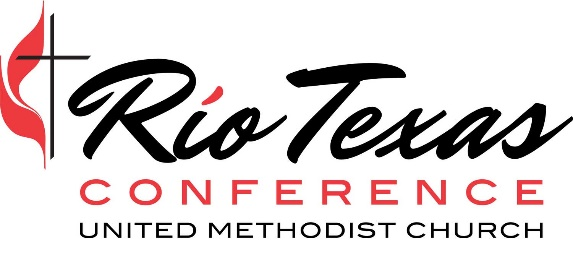 Río Texas
CONFERENCE
UNITED METHODIST CHURCH